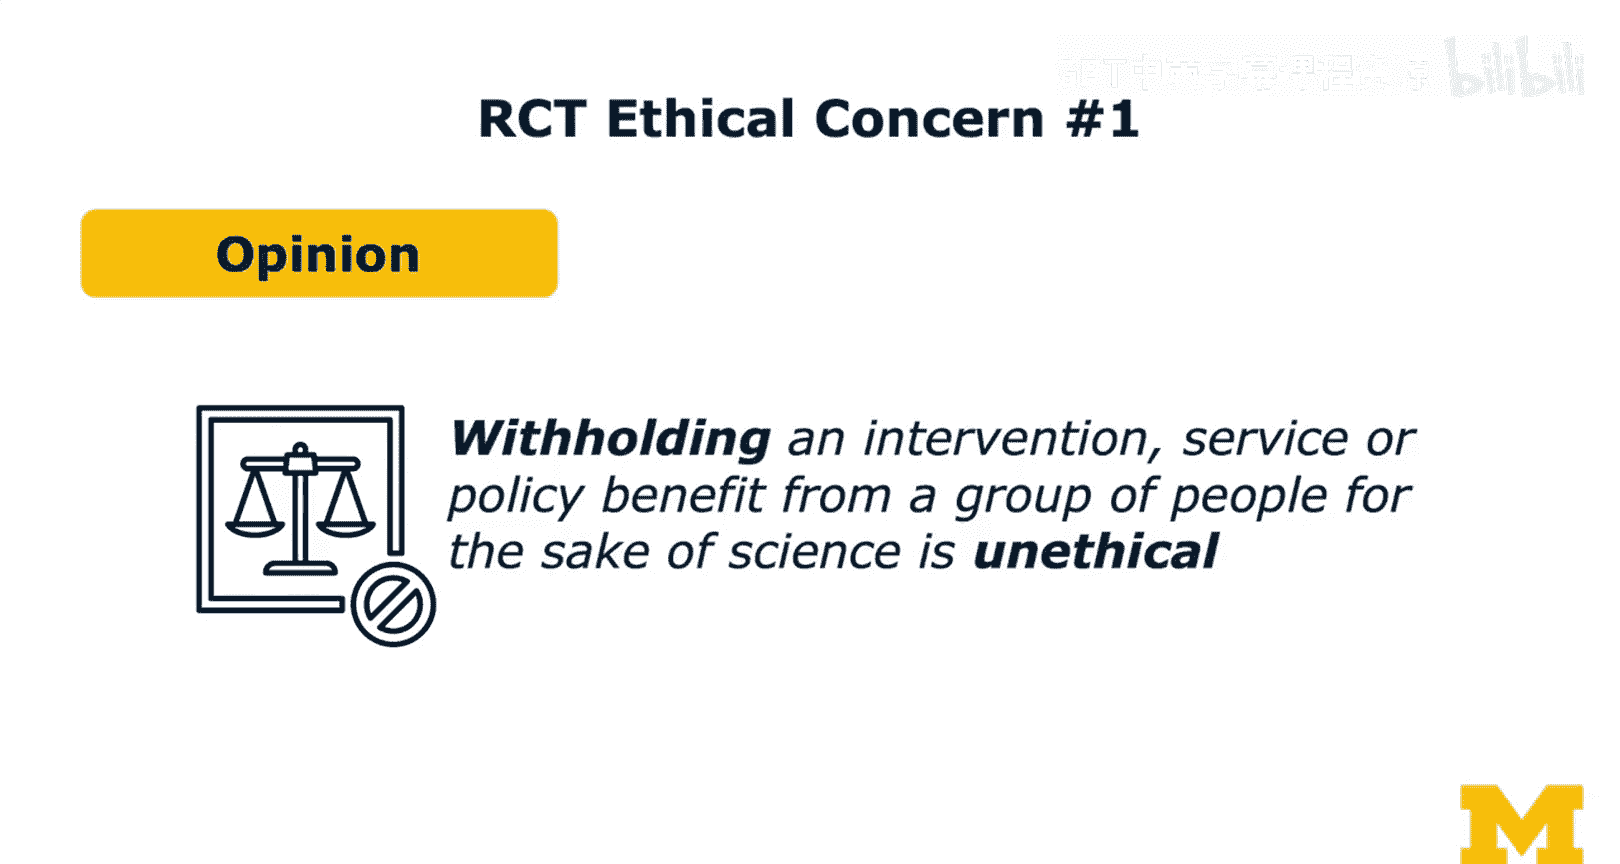 bilibili
RCT Ethical Concern #1
Opinion
Withholding an intervention, service or
policy benefit from a group of people for
the sake of science is unethical
M